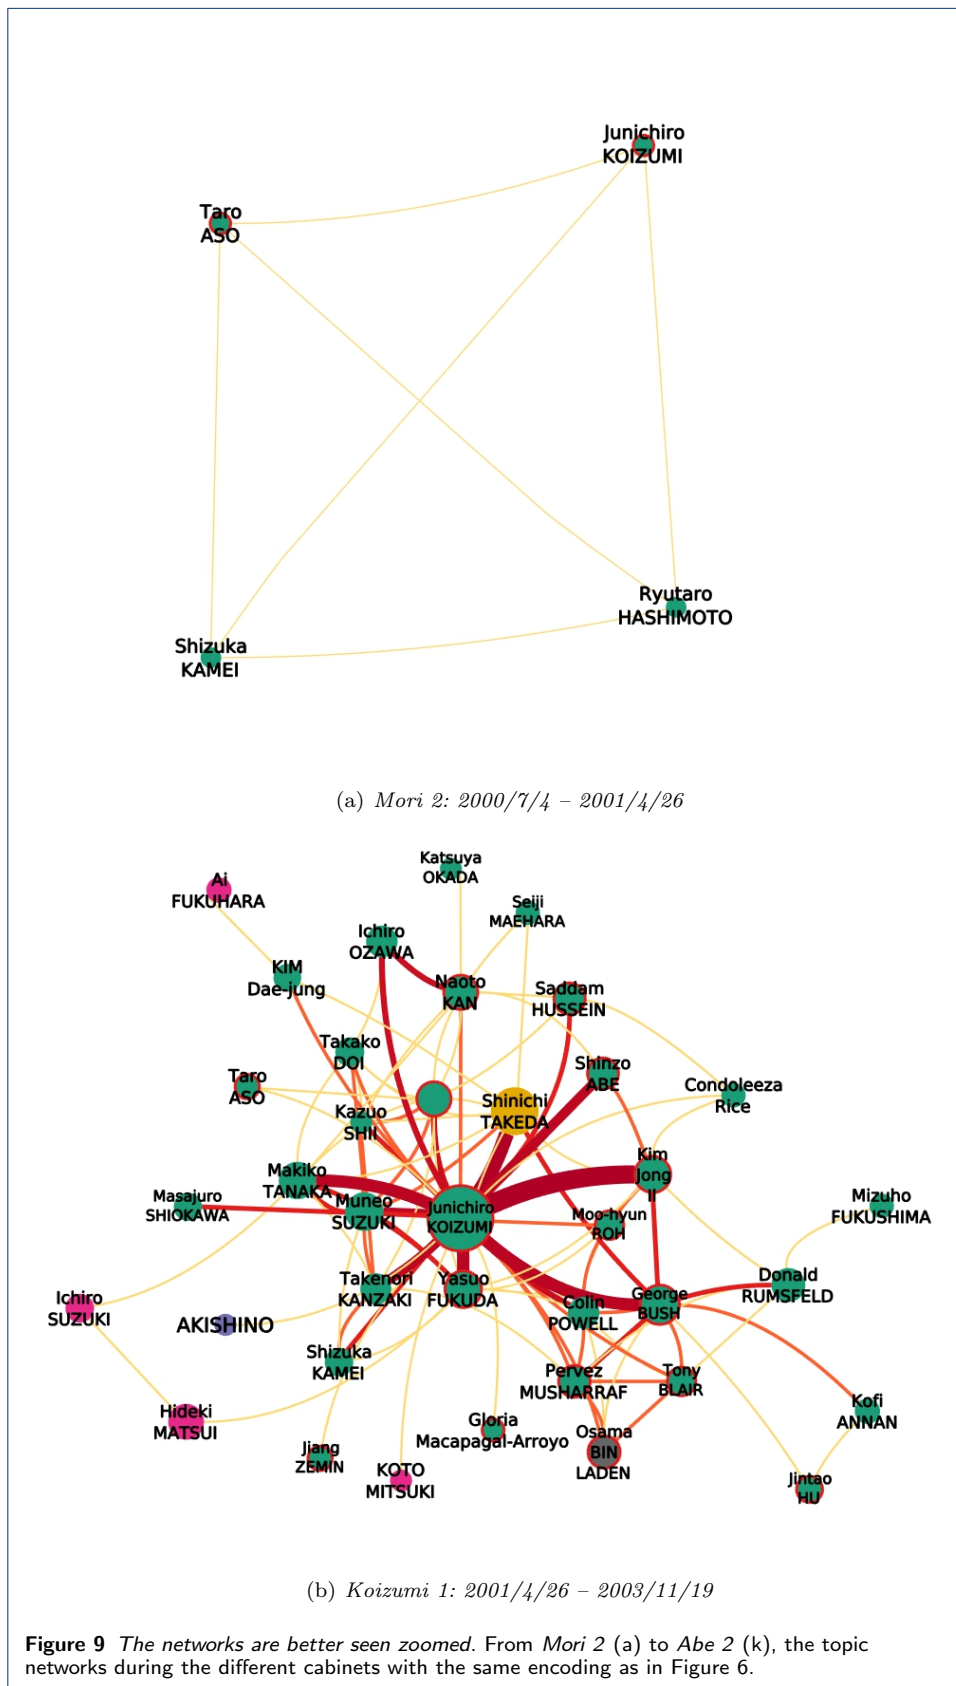 Junichiro
KOIZUMI
Taro
ASO
Ryutaro
HASHIMOTO
Shizuka
KAMEI
(a) Mori 2: 2000/7/4 – 2001/4/26
Katsuya
OKADA
Ai
FUKUHARA
Seiji
MAEHARA
Ichiro
OZAWA
KIM
Dae-jung
Naoto
KAN
Saddam
HUSSEIN
Takako
DOI
Shinzo
ABE
Taro
ASO
Condoleeza
Rice
Kazuo
SHII
Shinichi
TAKEDA
Kim
Jong
Il
Makiko
TANAKA
Masajuro
SHIOKAWA
Muneo
SUZUKI
Junichiro
KOIZUMI
Moo-hyun
ROH
Mizuho
FUKUSHIMA
Takenori
KANZAKI
Yasuo
FUKUDA
Donald
RUMSFELD
Ichiro
SUZUKI
AKISHINO
Colin
POWELL
George
BUSH
Shizuka
KAMEI
Pervez
MUSHARRAF
Tony
BLAIR
Hideki
MATSUI
Gloria
Macapagal-Arroyo
Kofi
ANNAN
Osama
BIN
LADEN
Jiang
ZEMIN
KOTO
MITSUKI
Jintao
HU
(b) Koizumi 1: 2001/4/26 – 2003/11/19
Figure 9 The networks are better seen zoomed. From Mori 2 (a) to Abe 2 (k), the topic
networks during the different cabinets with the same encoding as in Figure 6.